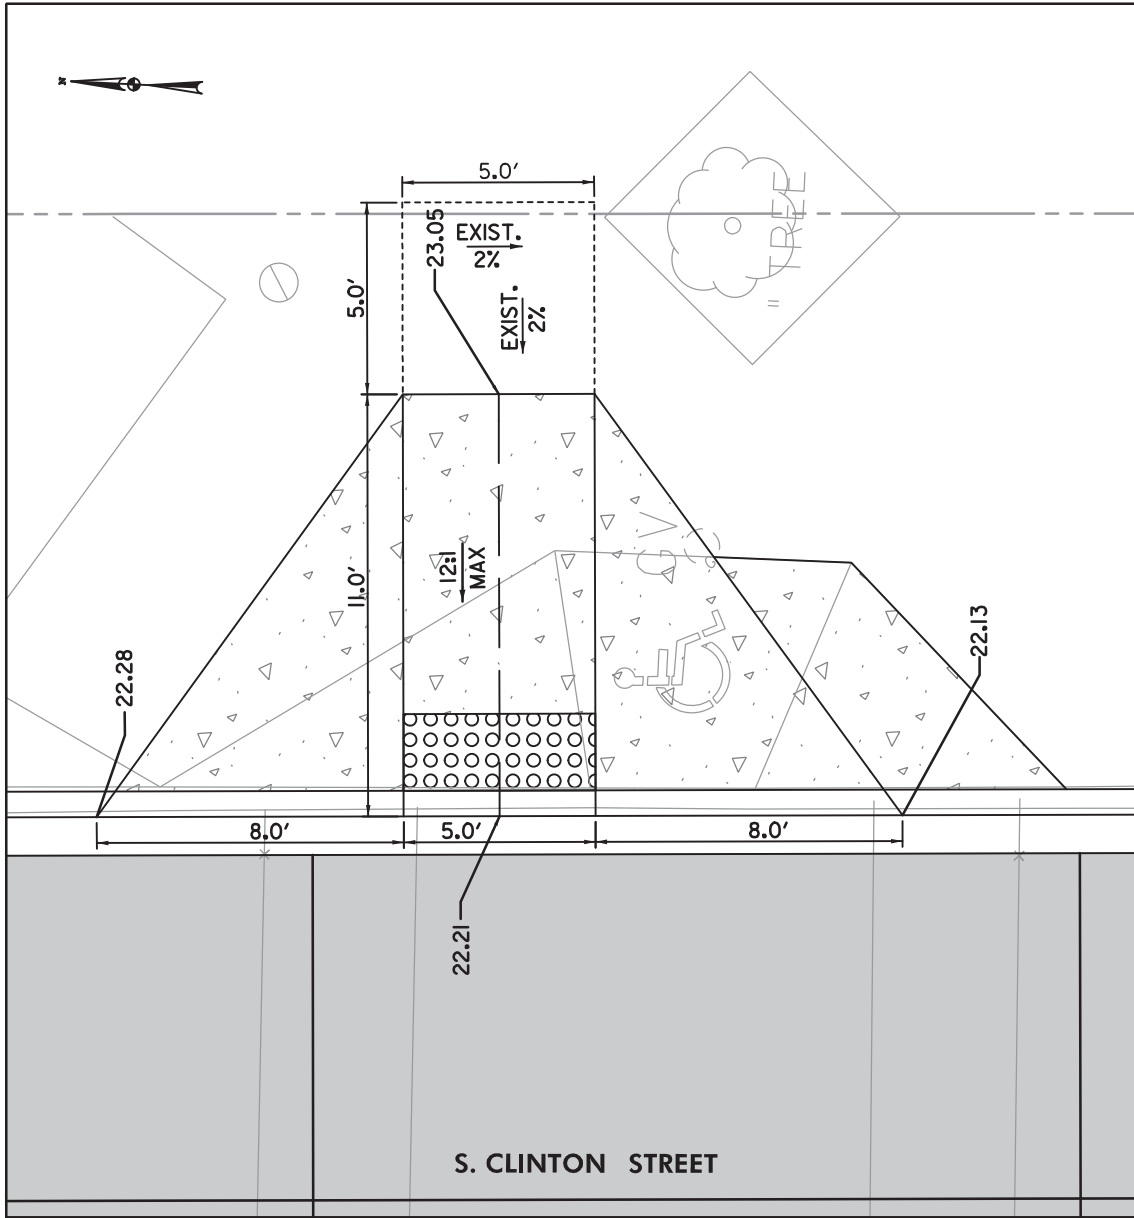 N
5.0'
23.05
EXIST.
2%
5.0'
EXIST.
2%
" TREE
GV
12:1
MAX
11.0'
22.28
22.13
8.0'
5.0'
8.0'
22.21
S. CLINTON STREET